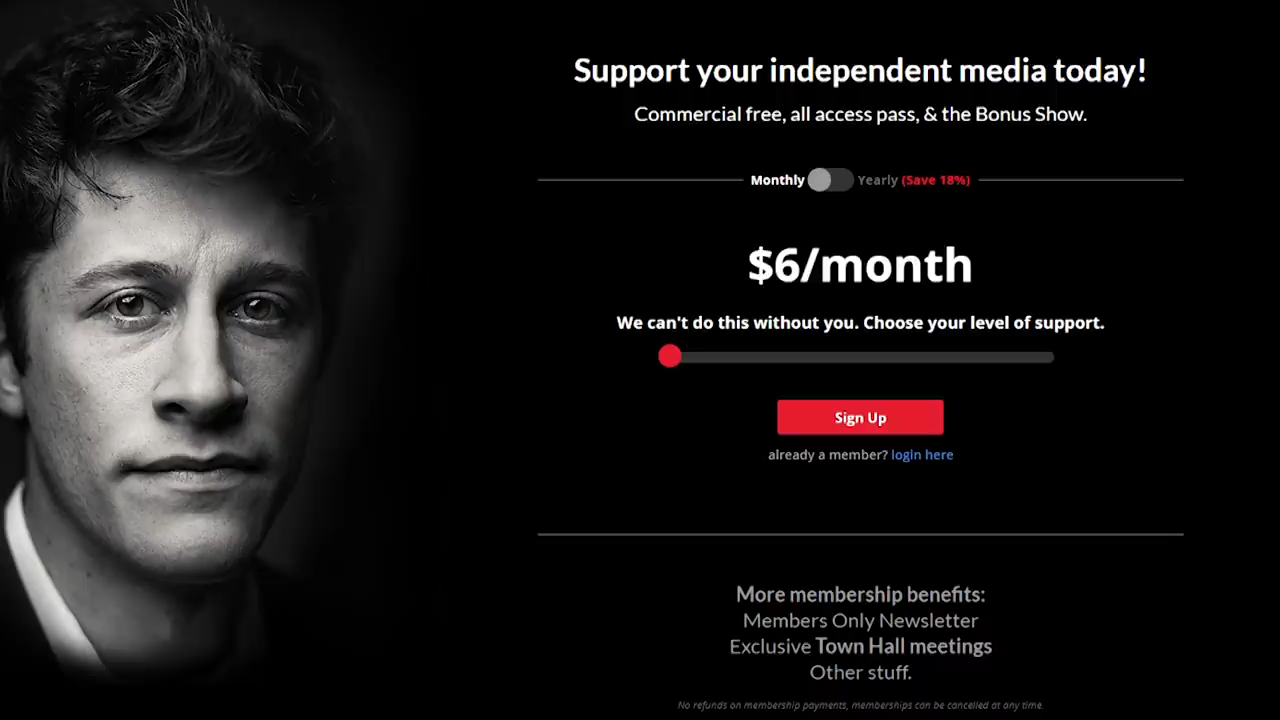 Support your independent media today!
Commercial free, all access pass, & the Bonus Show.
Monthly Yearly (Save 18%)
$6/month
We can't do this without you. Choose your level of support.
Sign Up
already a member? login here
More membership benefits:
Members Only Newsletter
Exclusive Town Hall meetings
Other stuff.
No refunds on membership payments, memberships can be cancelled at any time.